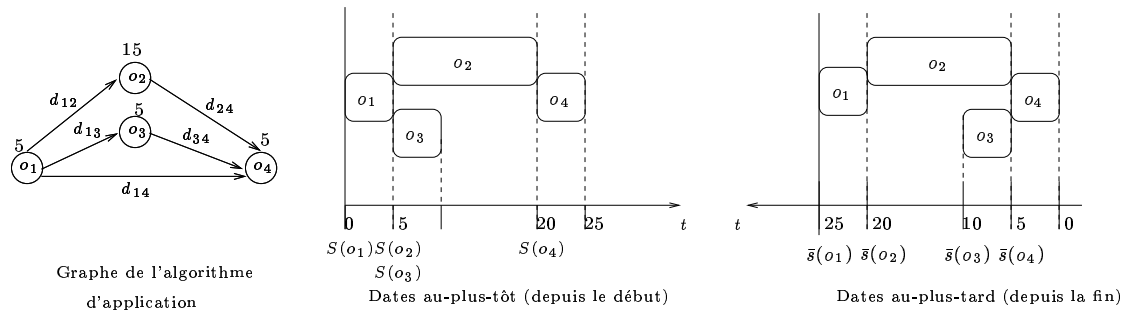 15
o₂
d₁₂
d₂₄
5
d₁₃
o₃
d₃₄
5
o₁
5
o₄
d₁₄
Graphe de l'algorithme
d'application
o₂
o₁
o₄
o₃
0 5 20 25 t
S(o₁) S(o₂) S(o₄)
S(o₃)
Dates au-plus-tôt (depuis le début)
o₂
o₁
o₄
o₃
t 25 20 10 5 0
s̄(o₁) s̄(o₂) s̄(o₃) s̄(o₄)
Dates au-plus-tard (depuis la fin)